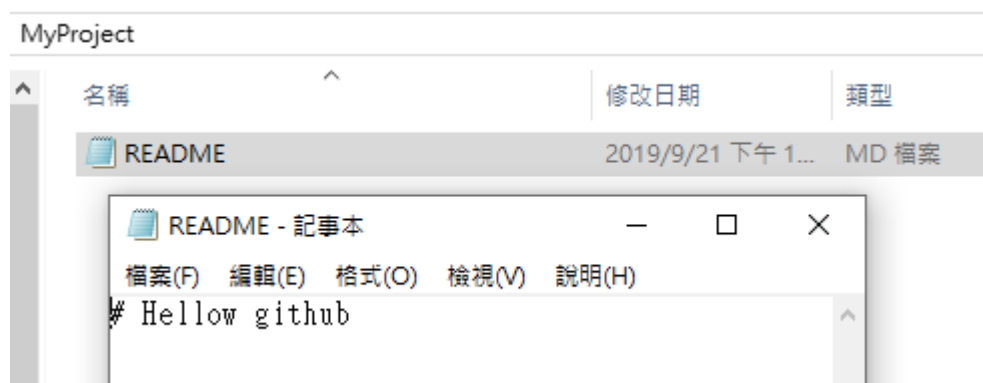 MyProject
名稱 修改日期 類型
README 2019/9/21 下午 1... MD 檔案
README - 記事本
檔案(F) 編輯(E) 格式(O) 檢視(V) 說明(H)
# Hellow github